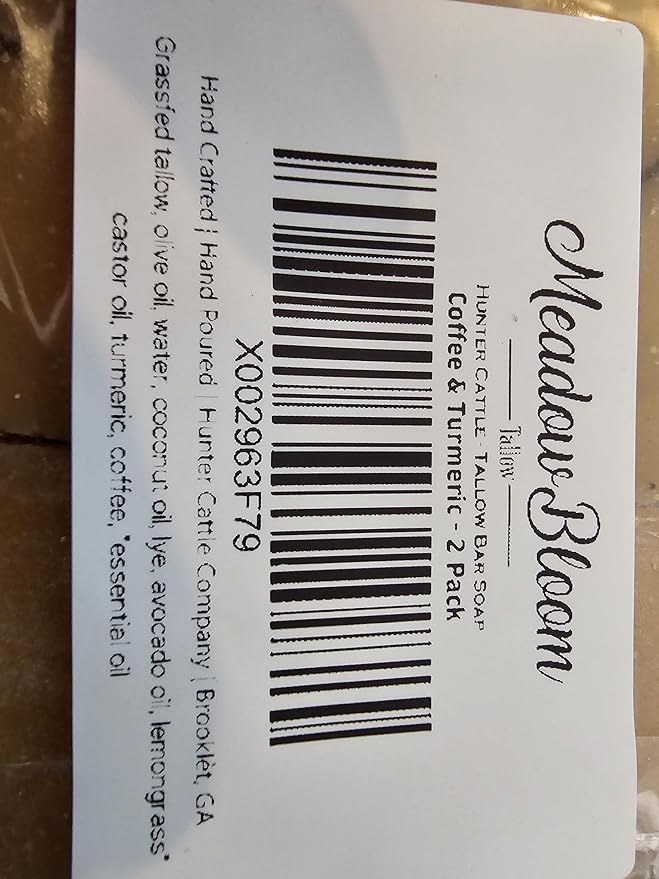 Meadow Bloom
Tallow
HUNTER CATTLE - TALLOW BAR SOAP
Coffee & Turmeric - 2 Pack
X002963F79
Hand Crafted | Hand Poured | Hunter Cattle Company | Brooklet, GA
Grassfed tallow, olive oil, water, coconut oil, lye, avocado oil, lemongrass*
castor oil, turmeric, coffee, *essential oil